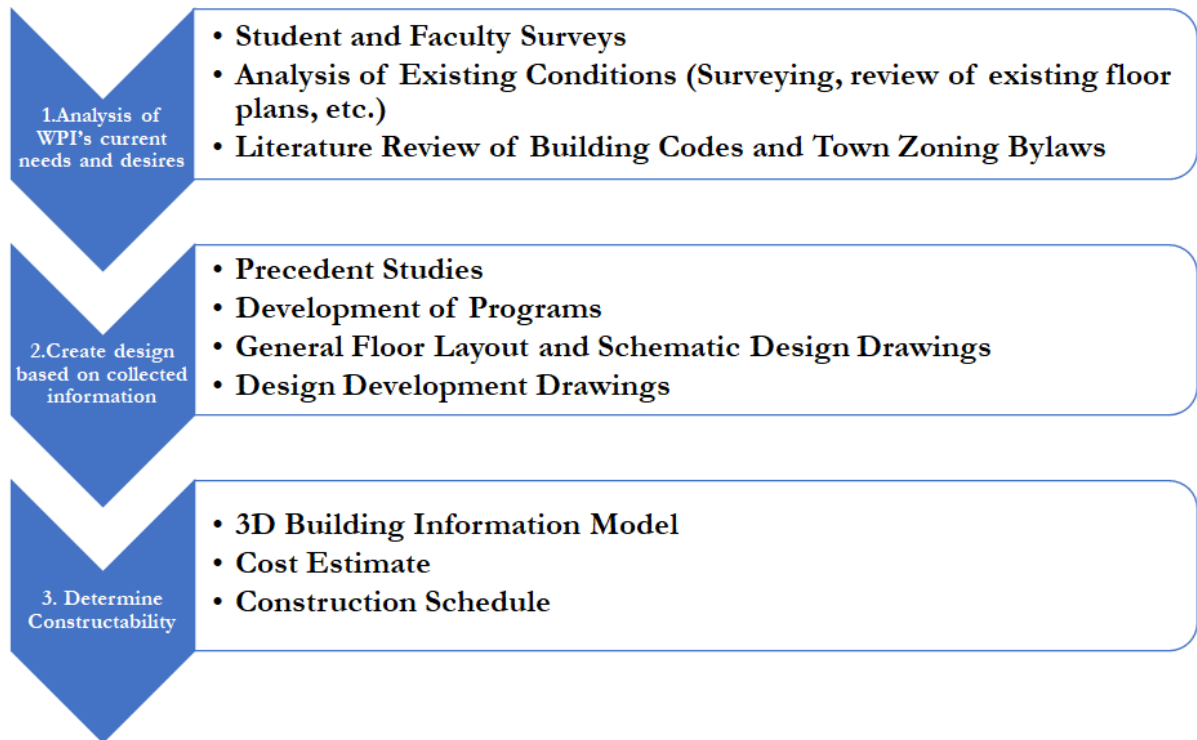 1.Analysis of
WPI's current
needs and desires
• Student and Faculty Surveys
• Analysis of Existing Conditions (Surveying, review of existing floor
plans, etc.)
• Literature Review of Building Codes and Town Zoning Bylaws
2.Create design
based on collected
information
• Precedent Studies
• Development of Programs
• General Floor Layout and Schematic Design Drawings
• Design Development Drawings
3. Determine
Constructability
• 3D Building Information Model
• Cost Estimate
• Construction Schedule